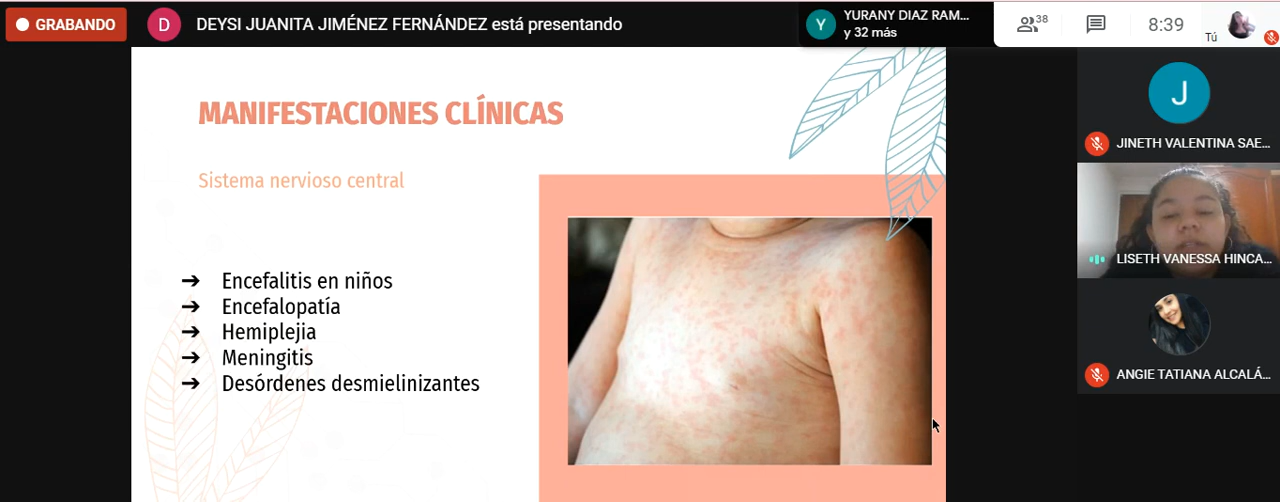 GRABANDO
D
DEYSI JUANITA JIMÉNEZ FERNÁNDEZ está presentando
Y
YURANY DIAZ RAM...
y 32 más
38
8:39
Tú
MANIFESTACIONES CLÍNICAS
Sistema nervioso central
➔ Encefalitis en niños
➔ Encefalopatía
➔ Hemiplejia
➔ Meningitis
➔ Desórdenes desmielinizantes
J
JINETH VALENTINA SAE...
LISETH VANESSA HINCA...
ANGIE TATIANA ALCALÁ...